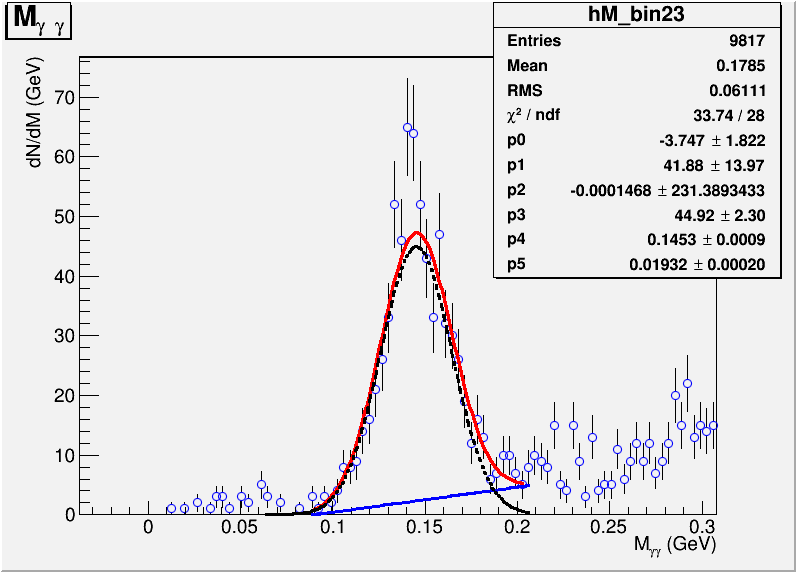 M γ γ
hM_bin23
Entries 9817
Mean 0.1785
RMS 0.06111
χ² / ndf 33.74 / 28
p0 -3.747 ± 1.822
p1 41.88 ± 13.97
p2 -0.0001468 ± 231.3893433
p3 44.92 ± 2.30
p4 0.1453 ± 0.0009
p5 0.01932 ± 0.00020
dN/dM (GeV)
70
60
50
40
30
20
10
0
0 0.05 0.1 0.15 0.2 0.25 0.3
Mγγ (GeV)